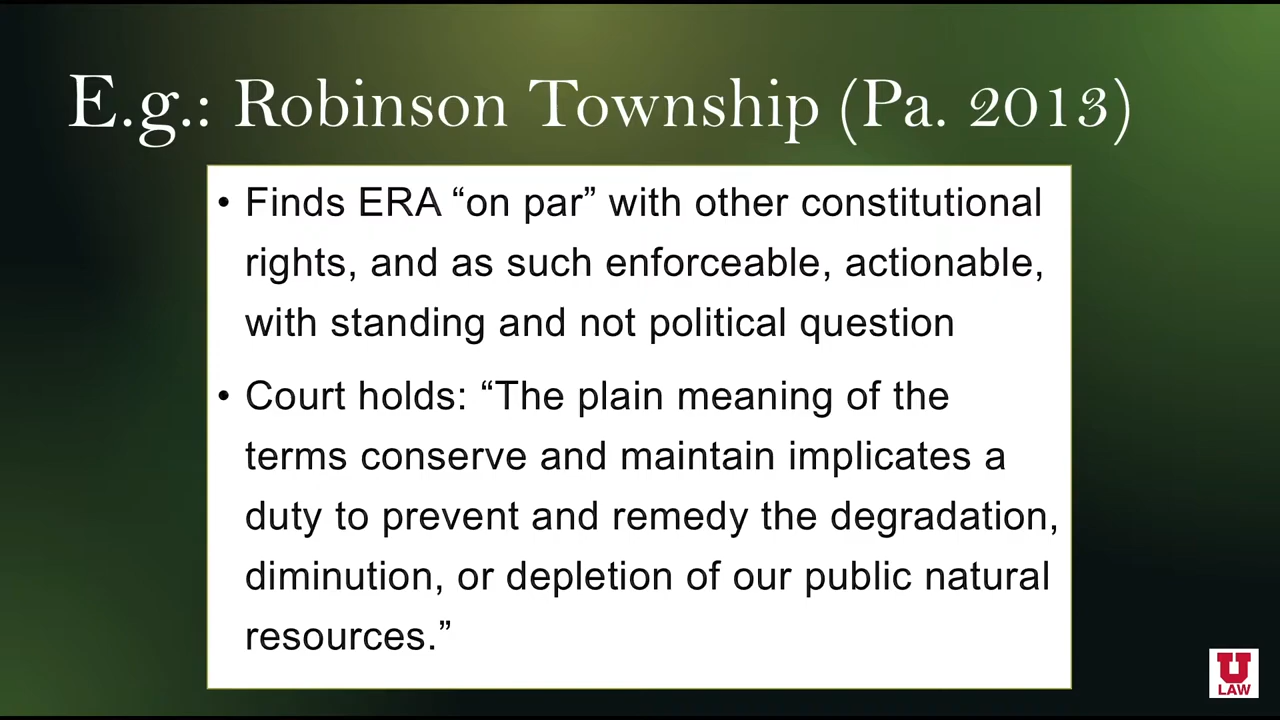 E.g.: Robinson Township (Pa. 2013)
• Finds ERA “on par” with other constitutional
rights, and as such enforceable, actionable,
with standing and not political question
• Court holds: “The plain meaning of the
terms conserve and maintain implicates a
duty to prevent and remedy the degradation,
diminution, or depletion of our public natural
resources.”
U
LAW